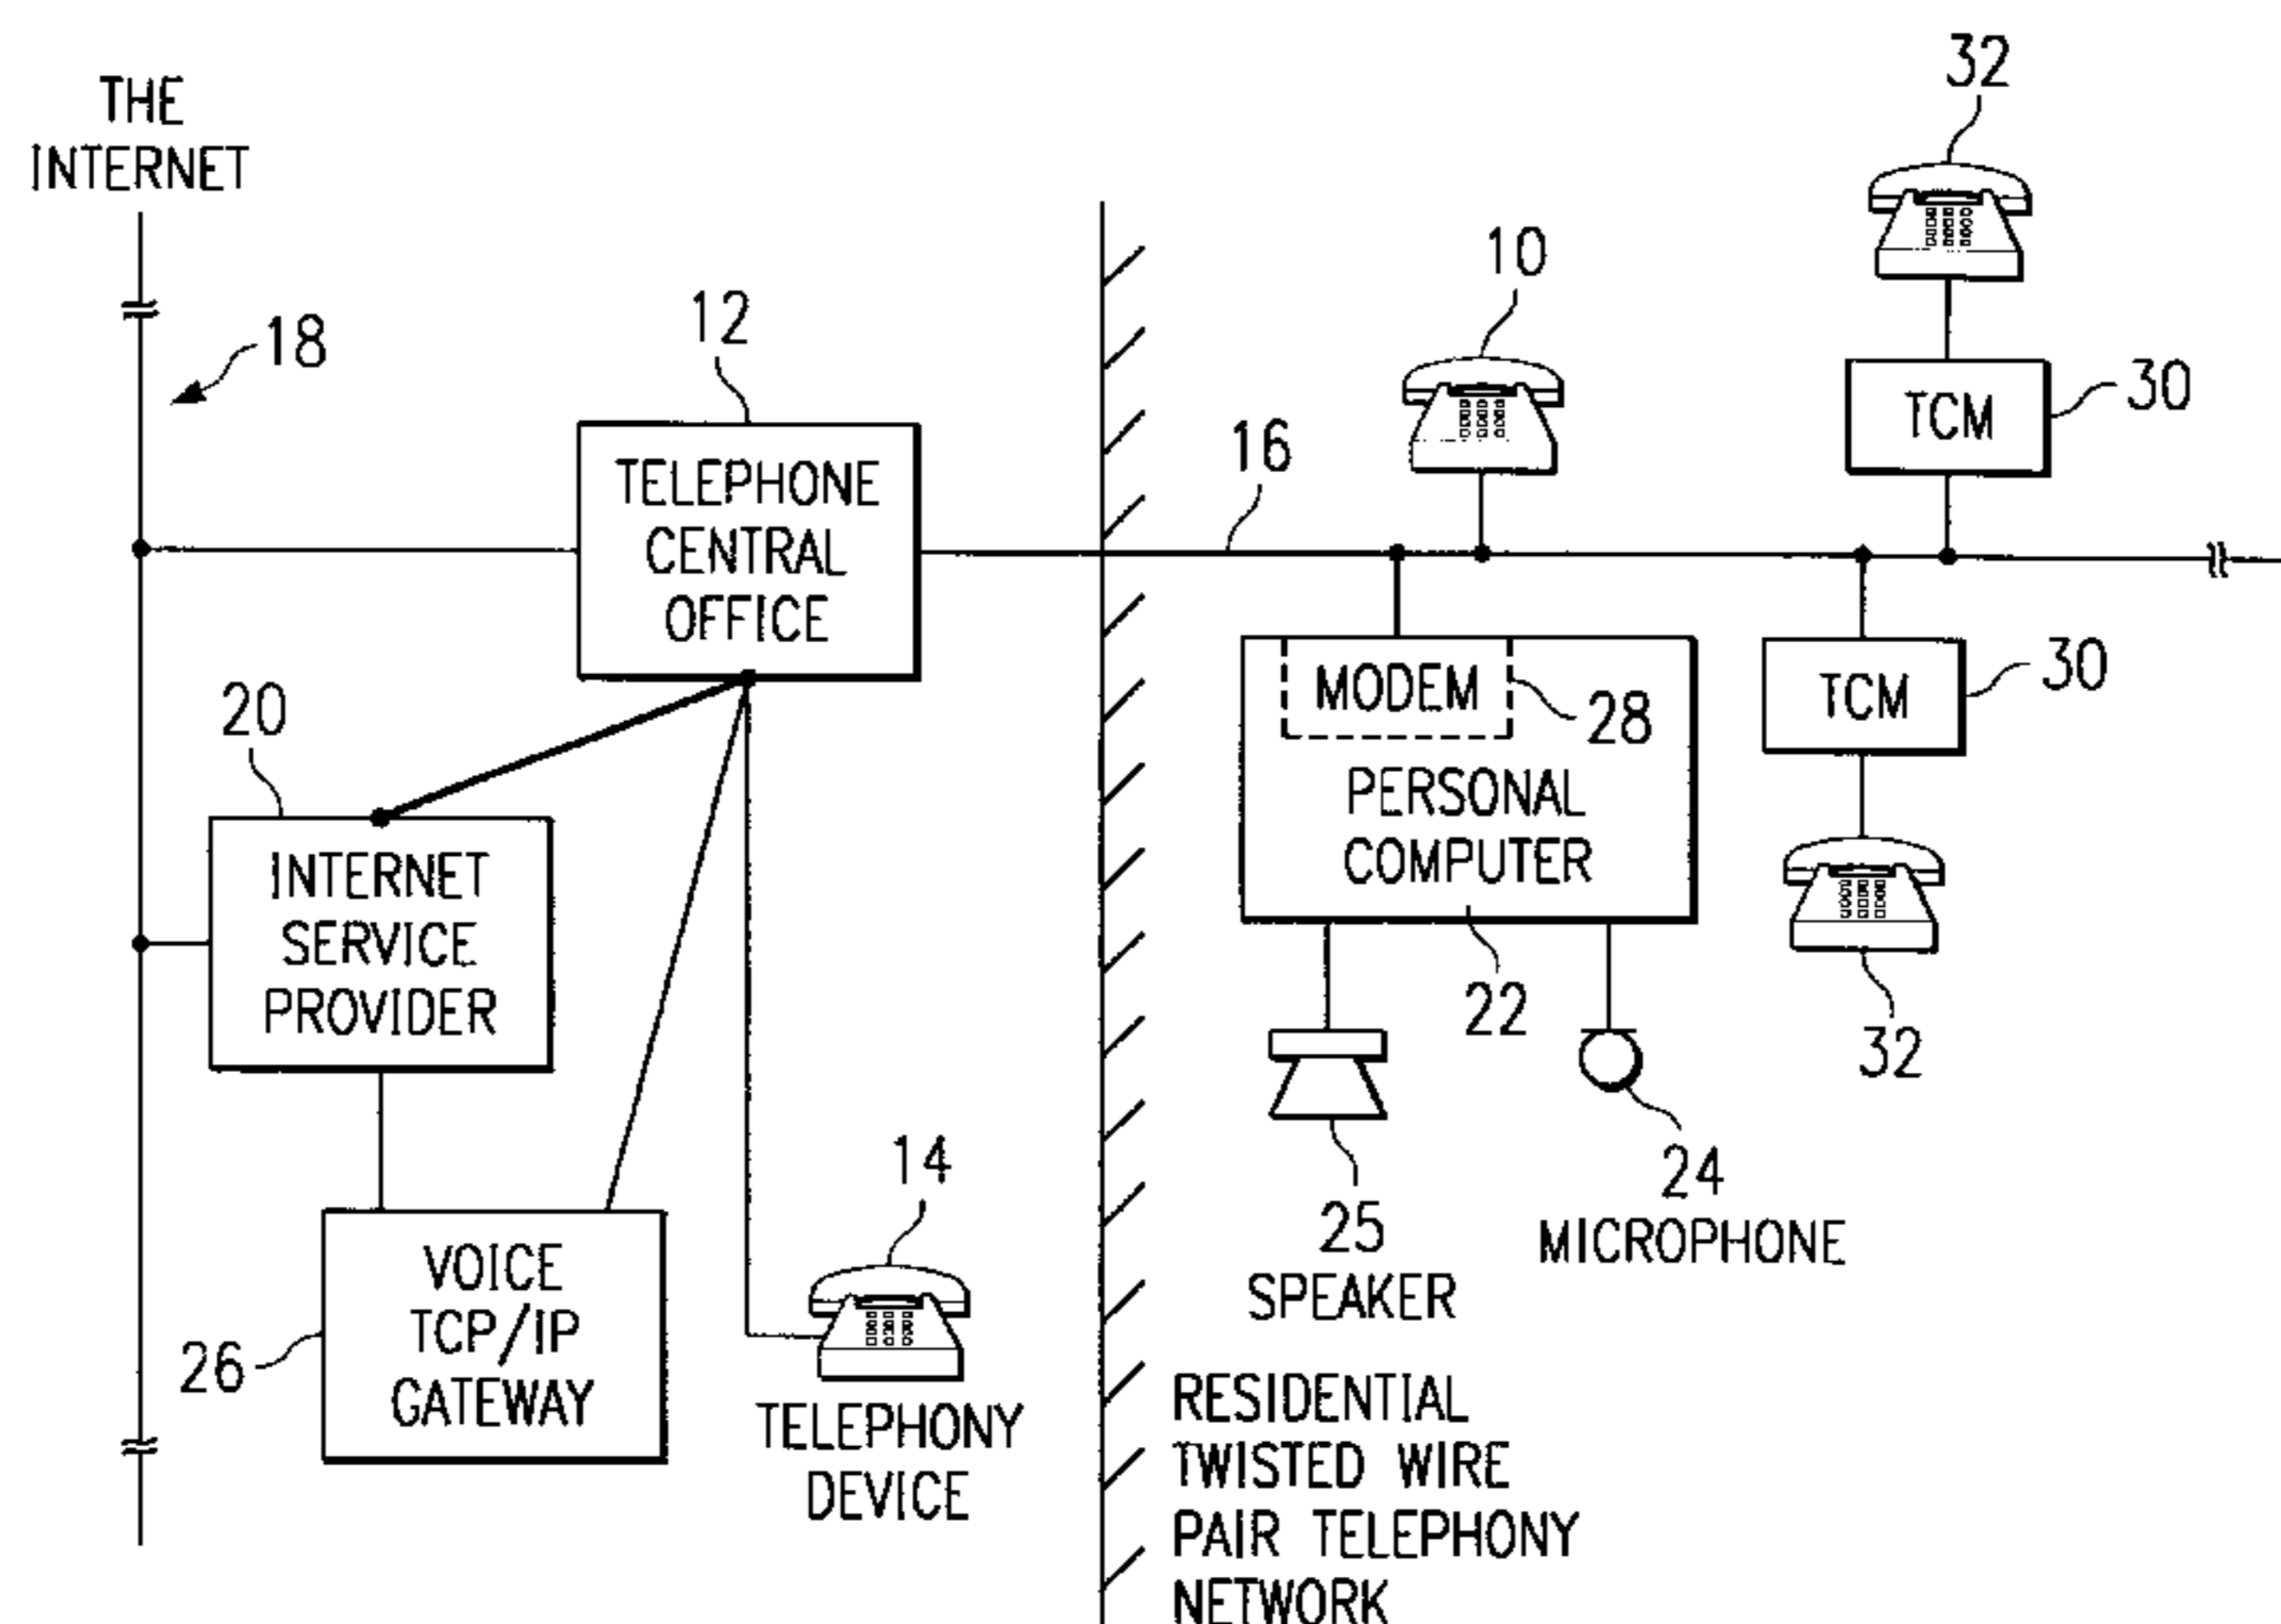 THE
INTERNET
18
12
TELEPHONE
CENTRAL
OFFICE
20
INTERNET
SERVICE
PROVIDER
26
VOICE
TCP/IP
GATEWAY
14
TELEPHONY
DEVICE
16
10
32
30
TCM
30
TCM
32
MODEM
28
PERSONAL
COMPUTER
22
25
SPEAKER
24
MICROPHONE
RESIDENTIAL
TWISTED WIRE
PAIR TELEPHONY
NETWORK